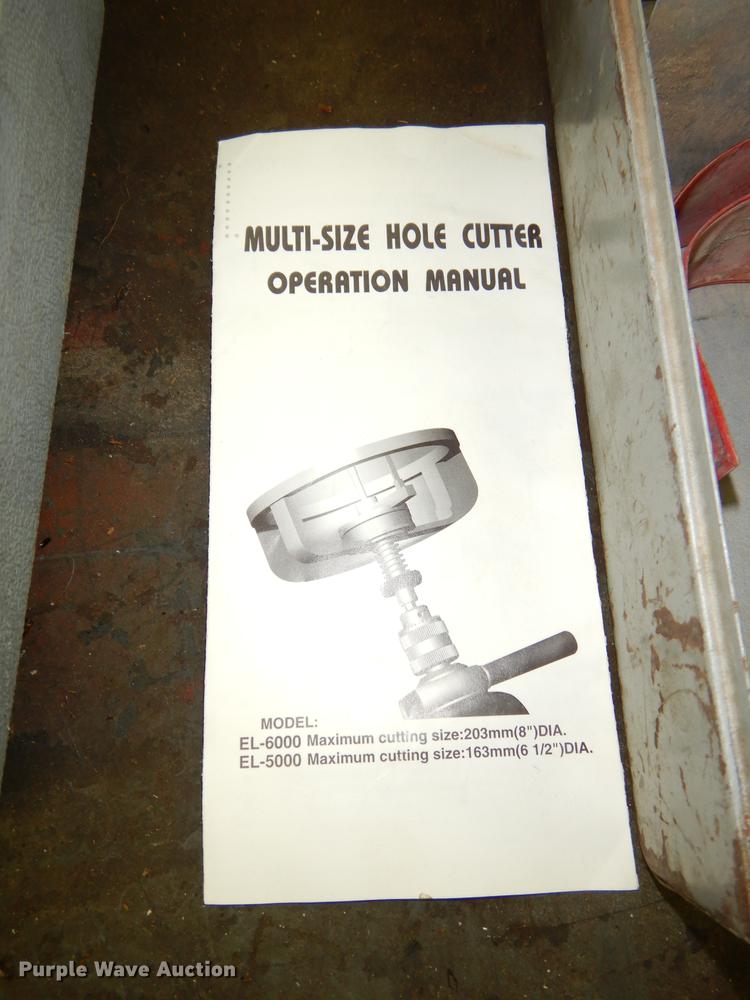 MULTI-SIZE HOLE CUTTER
OPERATION MANUAL
MODEL:
EL-6000 Maximum cutting size:203mm(8")DIA.
EL-5000 Maximum cutting size:163mm(6 1/2")DIA.
Purple Wave Auction